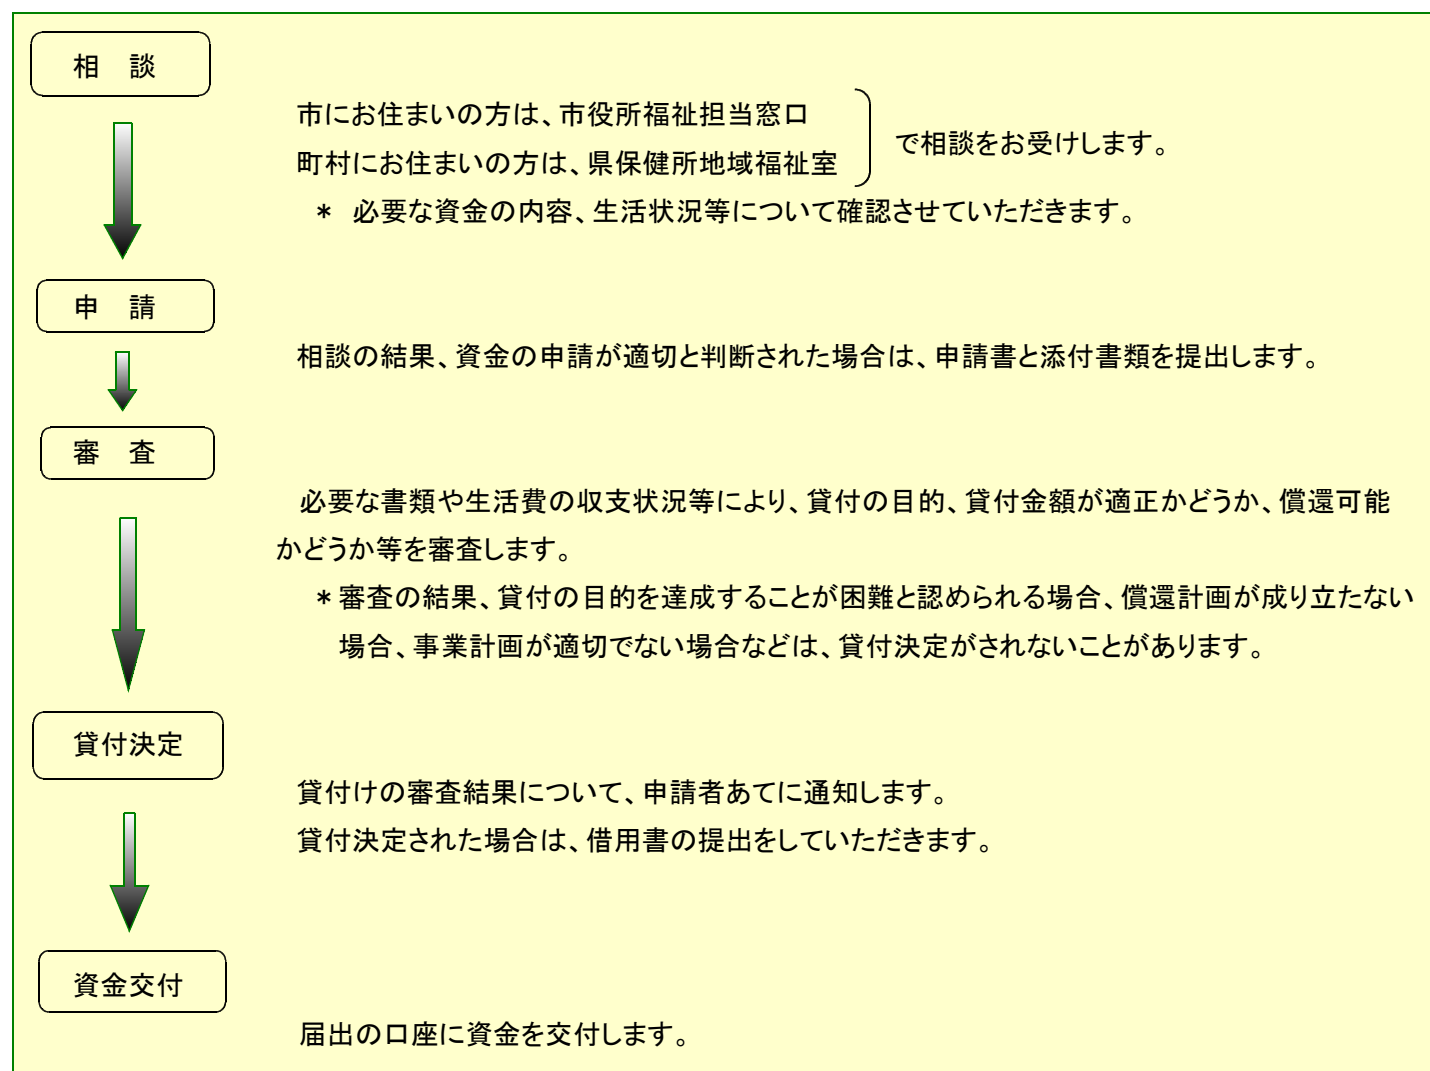 相　談
市にお住まいの方は、市役所福祉担当窓口
町村にお住まいの方は、県保健所地域福祉室
で相談をお受けします。
＊　必要な資金の内容、生活状況等について確認させていただきます。
申　請
相談の結果、資金の申請が適切と判断された場合は、申請書と添付書類を提出します。
審　査
必要な書類や生活費の収支状況等により、貸付の目的、貸付金額が適正かどうか、償還可能
かどうか等を審査します。
＊審査の結果、貸付の目的を達成することが困難と認められる場合、償還計画が成り立たない
場合、事業計画が適切でない場合などは、貸付決定がされないことがあります。
貸付決定
貸付けの審査結果について、申請者あてに通知します。
貸付決定された場合は、借用書の提出をしていただきます。
資金交付
届出の口座に資金を交付します。